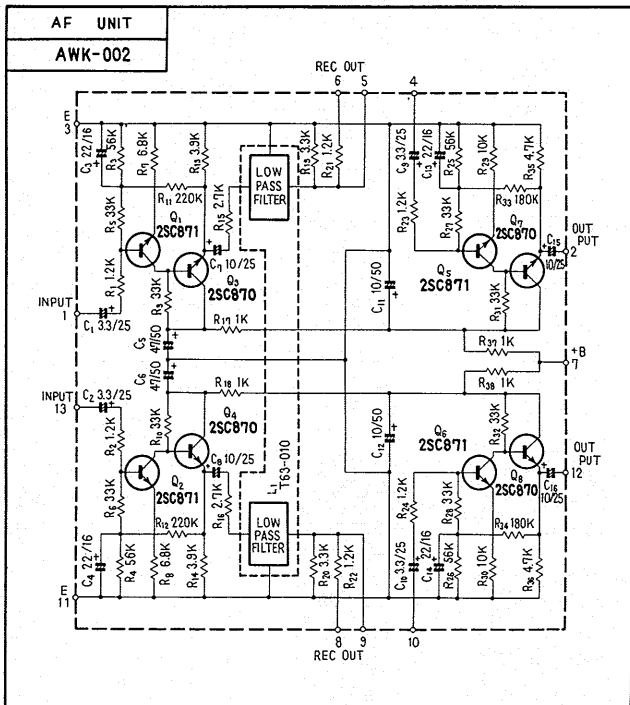 AF UNIT
AWK-002
REC OUT
6 5 4
E
3
C3 22/16
R3 56K
R7 6.8K
R13 3.9K
R11 220K
R5 33K
Q1
2SC871
R15 2.7K
LOW
PASS
FILTER
R19 3.3K
R21 1.2K
C9 3.3/25
C13 22/16
R25 56K
R29 10K
R35 4.7K
R33 180K
R23 1.2K
R27 33K
Q7
2SC870
C15
10/25
OUT
PUT
2
R1 1.2K
C7 10/25
Q3
2SC870
R9 33K
C11 10/50
Q5
2SC871
R31 33K
INPUT
1
C1 3.3/25
R17 1K
C5
47/50
C6
47/50
R37 1K
R38 1K
+B
7
INPUT
13
C2 3.3/25
R18 1K
R2 1.2K
R10 33K
Q4
2SC870
C8 10/25
C12 10/50
Q6
2SC871
R32 33K
Q8
2SC870
OUT
PUT
12
C16
10/25
Q2
2SC871
R6 33K
R12 220K
R16 2.7K
L1
T63-010
LOW
PASS
FILTER
R24 1.2K
R28 33K
R34 180K
C4 22/16
R4 56K
R8 6.8K
R14 3.9K
R20 3.3K
R22 1.2K
C10 3.3/25
C14 22/16
R26 56K
R30 10K
R36 4.7K
E
11
8 9 10
REC OUT